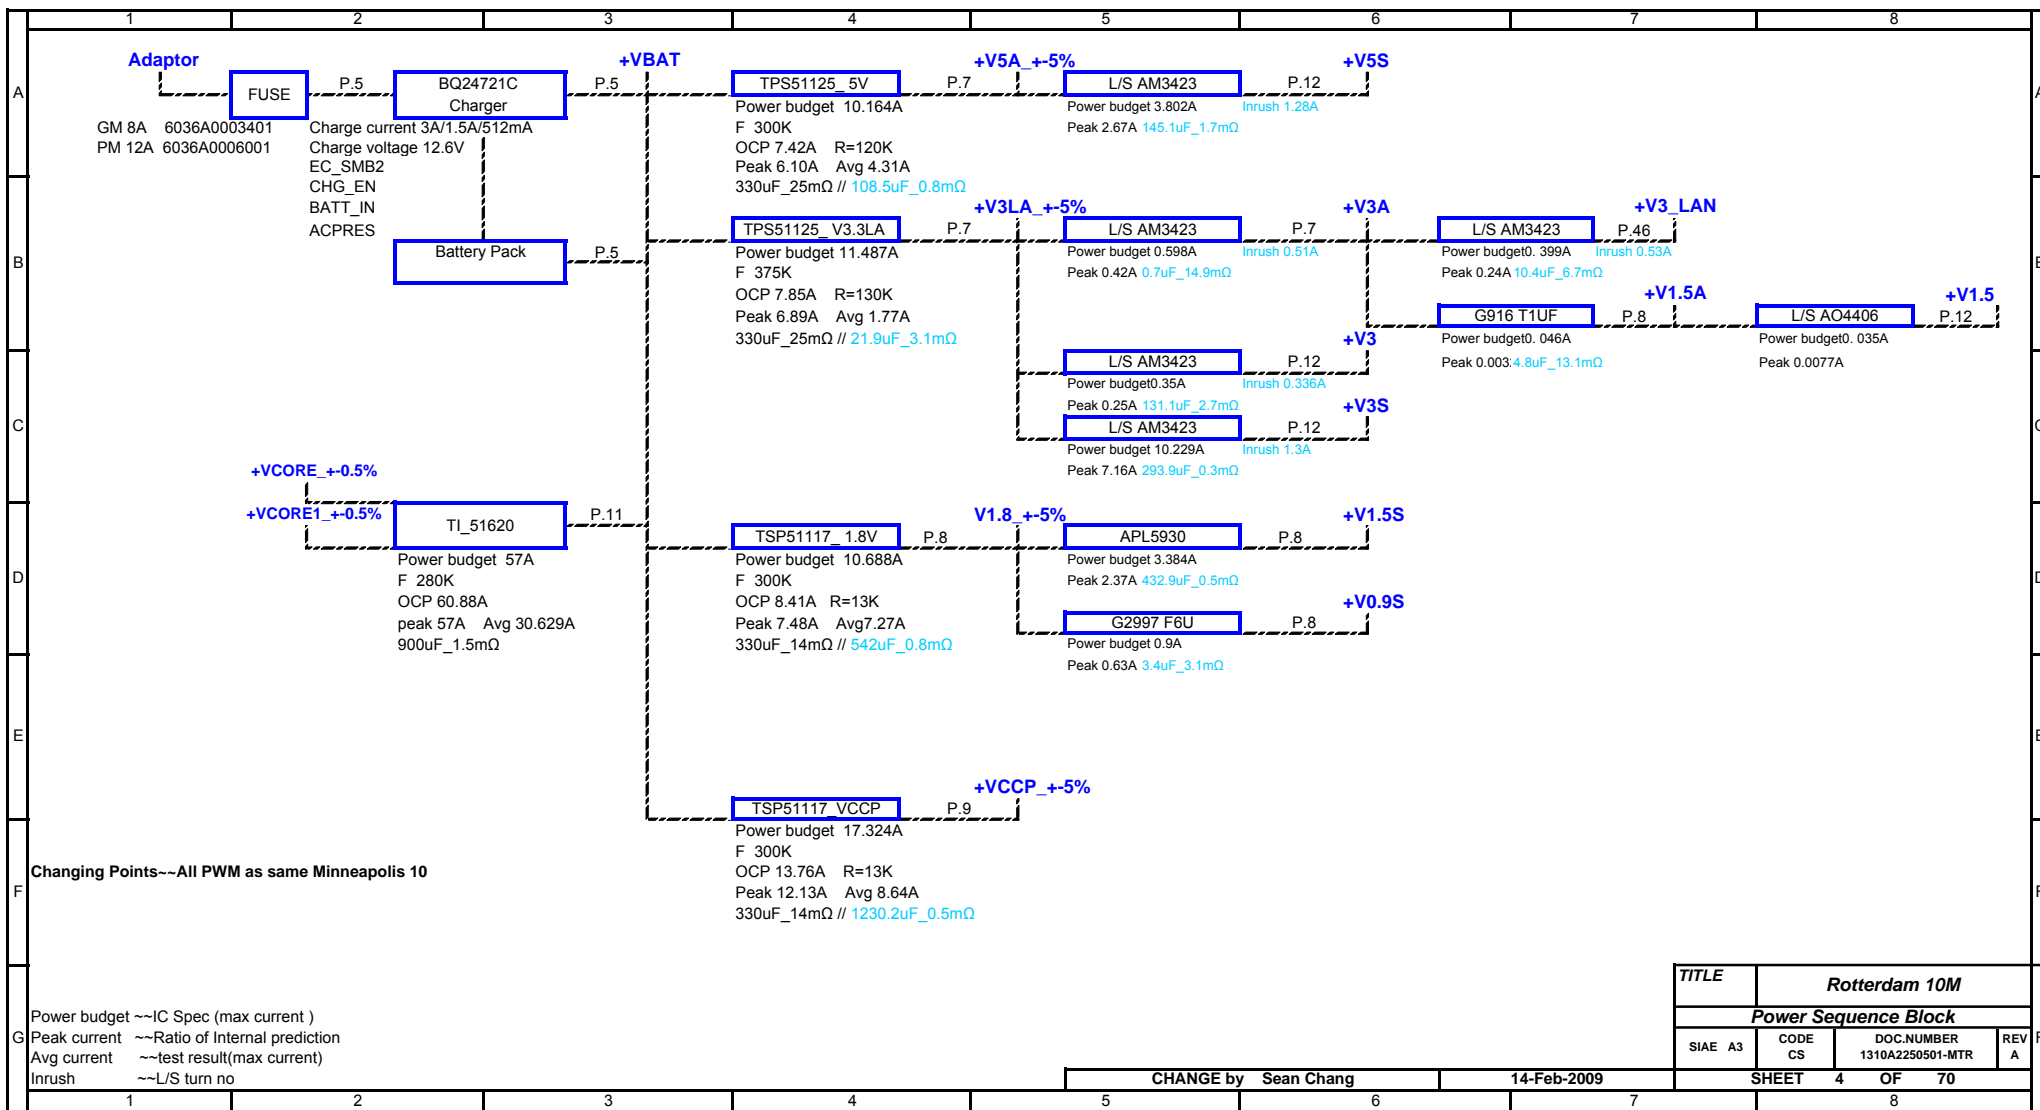 1 2 3 4 5 6 7 8
A
B
C
D
E
F
G
Adaptor
FUSE
GM 8A 6036A0003401
PM 12A 6036A0006001
P.5
BQ24721C
Charger
Charge current 3A/1.5A/512mA
Charge voltage 12.6V
EC_SMB2
CHG_EN
BATT_IN
ACPRES
P.5
Battery Pack
P.5
+VBAT
TPS51125_ 5V
Power budget 10.164A
F 300K
OCP 7.42A R=120K
Peak 6.10A Avg 4.31A
330uF_25mΩ // 108.5uF_0.8mΩ
P.7
+V5A_+-5%
L/S AM3423
Power budget 3.802A
Peak 2.67A 145.1uF_1.7mΩ
P.12
Inrush 1.28A
+V5S
TPS51125_ V3.3LA
Power budget 11.487A
F 375K
OCP 7.85A R=130K
Peak 6.89A Avg 1.77A
330uF_25mΩ // 21.9uF_3.1mΩ
P.7
+V3LA_+-5%
L/S AM3423
Power budget 0.598A
Peak 0.42A 0.7uF_14.9mΩ
P.7
Inrush 0.51A
+V3A
L/S AM3423
Power budget0. 399A
Peak 0.24A 10.4uF_6.7mΩ
P.46
Inrush 0.53A
+V3_LAN
G916 T1UF
Power budget0. 046A
Peak 0.003 4.8uF_13.1mΩ
P.8
+V1.5A
L/S AO4406
Power budget0. 035A
Peak 0.0077A
P.12
+V1.5
L/S AM3423
Power budget0.35A
Peak 0.25A 131.1uF_2.7mΩ
P.12
Inrush 0.336A
+V3
L/S AM3423
Power budget 10.229A
Peak 7.16A 293.9uF_0.3mΩ
P.12
Inrush 1.3A
+V3S
+VCORE_+-0.5%
+VCORE1_+-0.5%
TI_51620
Power budget 57A
F 280K
OCP 60.88A
peak 57A Avg 30.629A
900uF_1.5mΩ
P.11
TSP51117_ 1.8V
Power budget 10.688A
F 300K
OCP 8.41A R=13K
Peak 7.48A Avg7.27A
330uF_14mΩ // 542uF_0.8mΩ
P.8
V1.8_+-5%
APL5930
Power budget 3.384A
Peak 2.37A 432.9uF_0.5mΩ
P.8
+V1.5S
G2997 F6U
Power budget 0.9A
Peak 0.63A 3.4uF_3.1mΩ
P.8
+V0.9S
TSP51117_VCCP
Power budget 17.324A
F 300K
OCP 13.76A R=13K
Peak 12.13A Avg 8.64A
330uF_14mΩ // 1230.2uF_0.5mΩ
P.9
+VCCP_+-5%
Changing Points~~All PWM as same Minneapolis 10
Power budget ~~IC Spec (max current )
Peak current ~~Ratio of Internal prediction
Avg current ~~test result(max current)
Inrush ~~L/S turn no
TITLE
Rotterdam 10M
Power Sequence Block
SIAE A3
CODE
CS
DOC.NUMBER
1310A2250501-MTR
REV
A
CHANGE by Sean Chang
14-Feb-2009
SHEET 4 OF 70
1 2 3 4 5 6 7 8